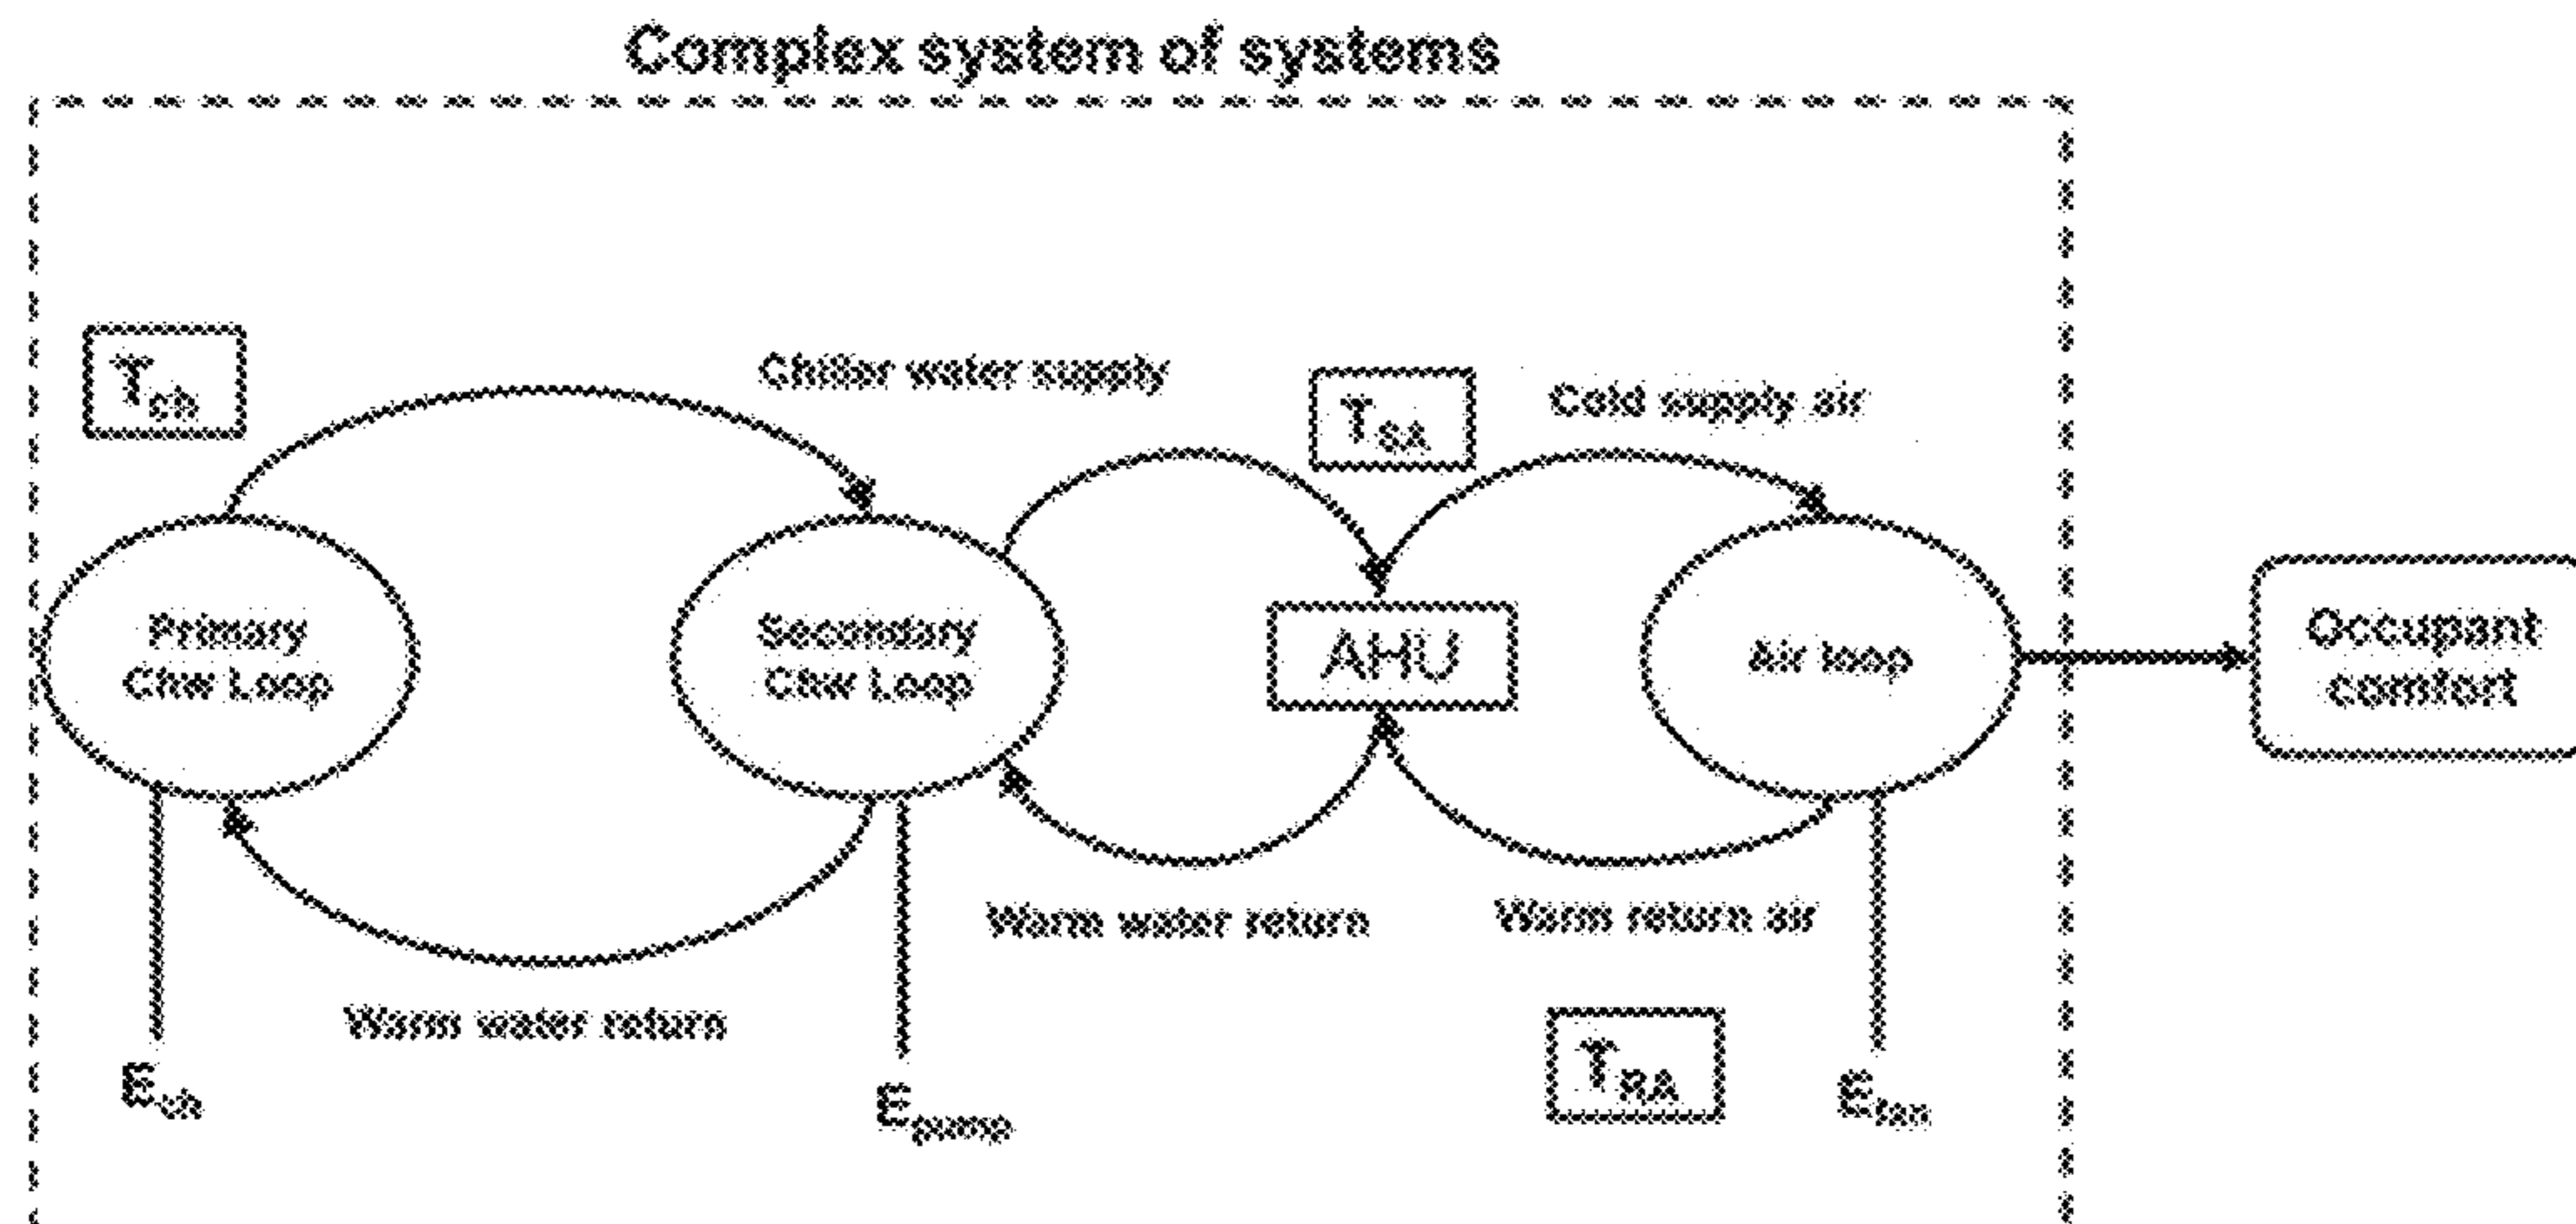 Complex system of systems
Tch
Chiller water supply
TSA
Cold supply air
Primary
Chw Loop
Secondary
Chw Loop
AHU
Air loop
Occupant
comfort
Warm water return
Warm return air
Warm water return
TRA
Ech
Epump
Efan